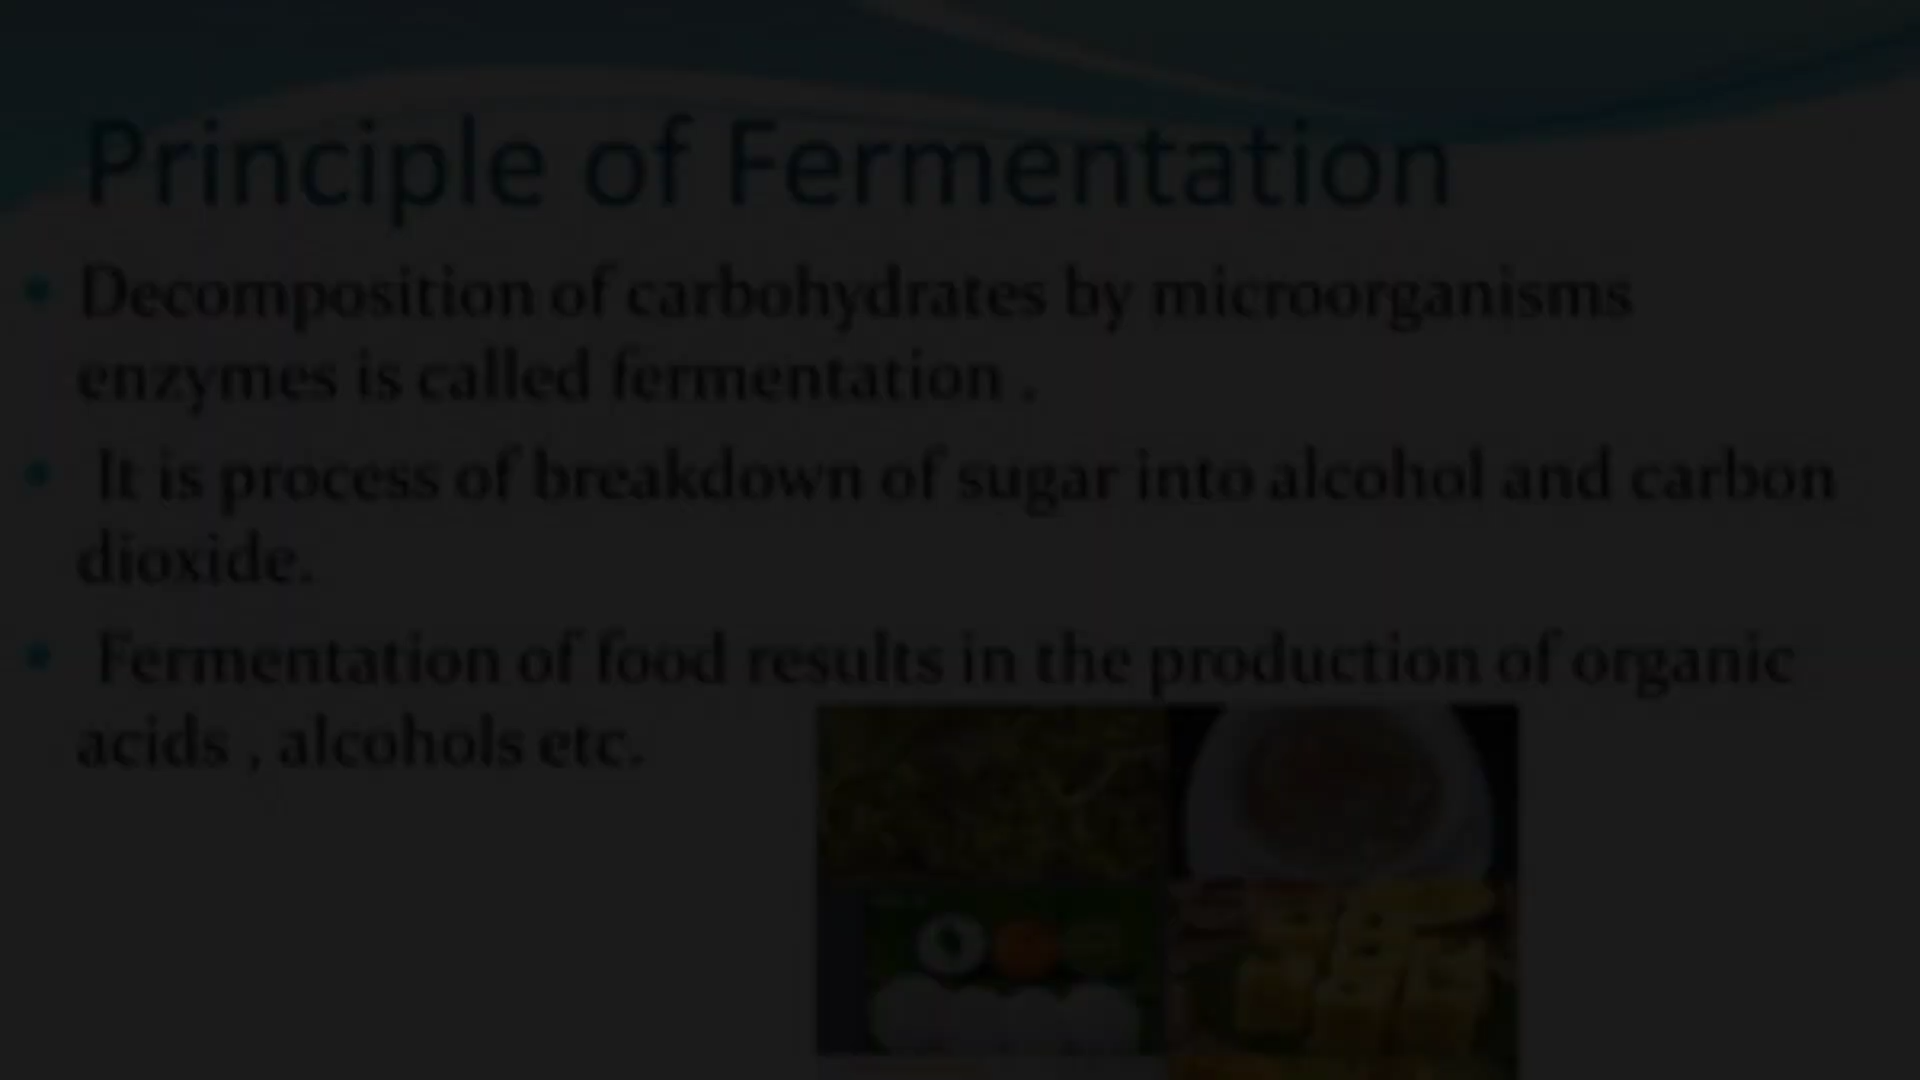 Principle of Fermentation
• Decomposition of carbohydrates by microorganisms
enzymes is called fermentation .
• It is process of breakdown of sugar into alcohol and carbon
dioxide.
• Fermentation of food results in the production of organic
acids , alcohols etc.